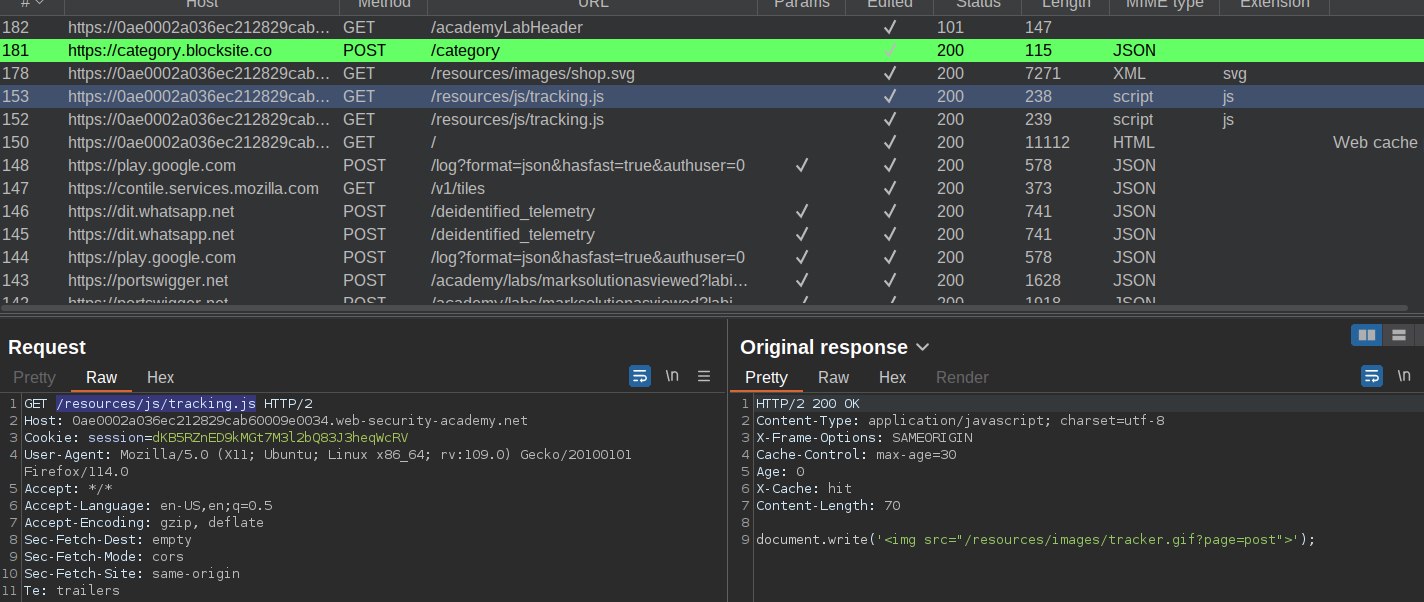 # Host Method URL Params Edited Status Length MIME type Extension
182 https://0ae0002a036ec212829cab... GET /academyLabHeader ✓ 101 147
181 https://category.blocksite.co POST /category ✓ 200 115 JSON
178 https://0ae0002a036ec212829cab... GET /resources/images/shop.svg ✓ 200 7271 XML svg
153 https://0ae0002a036ec212829cab... GET /resources/js/tracking.js ✓ 200 238 script js
152 https://0ae0002a036ec212829cab... GET /resources/js/tracking.js ✓ 200 239 script js
150 https://0ae0002a036ec212829cab... GET / ✓ 200 11112 HTML Web cache
148 https://play.google.com POST /log?format=json&hasfast=true&authuser=0 ✓ ✓ 200 578 JSON
147 https://contile.services.mozilla.com GET /v1/tiles ✓ 200 373 JSON
146 https://dit.whatsapp.net POST /deidentified_telemetry ✓ ✓ 200 741 JSON
145 https://dit.whatsapp.net POST /deidentified_telemetry ✓ ✓ 200 741 JSON
144 https://play.google.com POST /log?format=json&hasfast=true&authuser=0 ✓ ✓ 200 578 JSON
143 https://portswigger.net POST /academy/labs/marksolutionasviewed?labi... ✓ ✓ 200 1628 JSON
142 https://portswigger.net POST /academy/labs/marksolutionasviewed?labi... ✓ ✓ 200 1918 JSON
Request
Pretty Raw Hex \n
1 GET /resources/js/tracking.js HTTP/2
2 Host: 0ae0002a036ec212829cab60009e0034.web-security-academy.net
3 Cookie: session=dKB5RZnED9kMGt7M3l2bQ83J3heqWcRV
4 User-Agent: Mozilla/5.0 (X11; Ubuntu; Linux x86_64; rv:109.0) Gecko/20100101
Firefox/114.0
5 Accept: */*
6 Accept-Language: en-US,en;q=0.5
7 Accept-Encoding: gzip, deflate
8 Sec-Fetch-Dest: empty
9 Sec-Fetch-Mode: cors
10 Sec-Fetch-Site: same-origin
11 Te: trailers
Original response
Pretty Raw Hex Render \n
1 HTTP/2 200 OK
2 Content-Type: application/javascript; charset=utf-8
3 X-Frame-Options: SAMEORIGIN
4 Cache-Control: max-age=30
5 Age: 0
6 X-Cache: hit
7 Content-Length: 70
8
9 document.write('<img src="/resources/images/tracker.gif?page=post">');